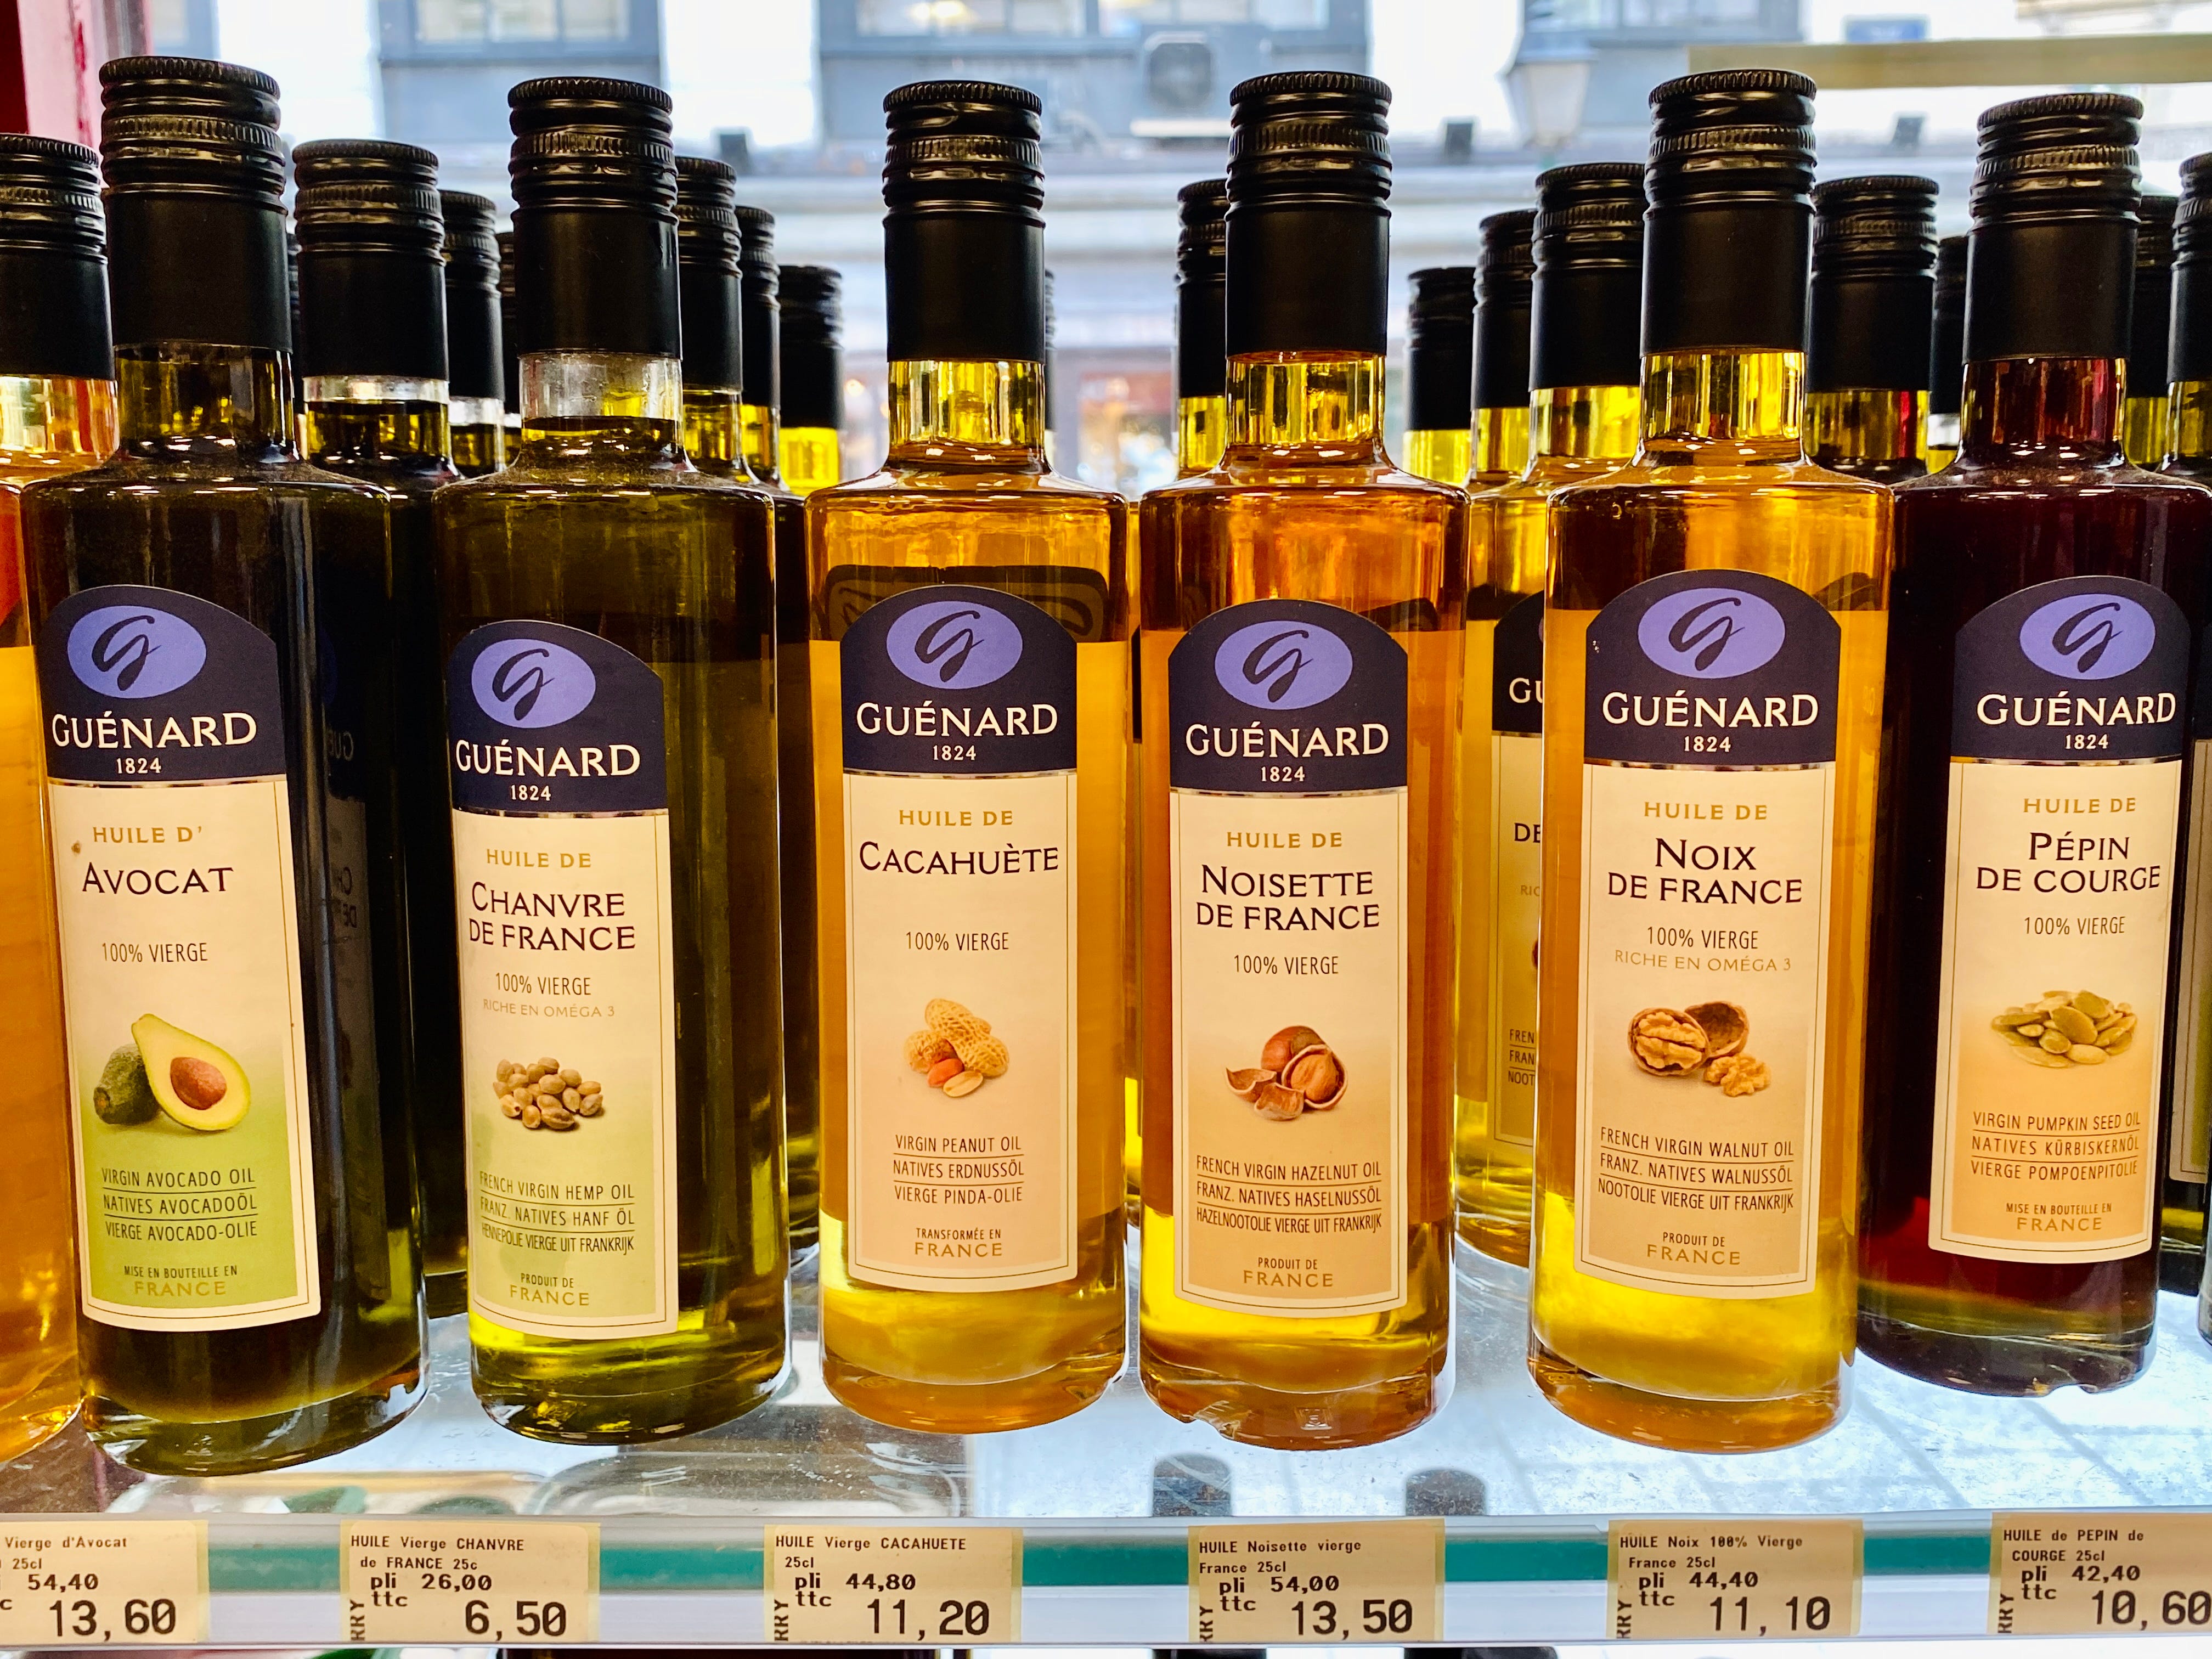 GUÉNARD
1824
HUILE D'
AVOCAT
100% VIERGE
VIRGIN AVOCADO OIL
NATIVES AVOCADOÖL
VIERGE AVOCADO-OLIE
MISE EN BOUTEILLE EN
FRANCE
GUÉNARD
1824
HUILE DE
CHANVRE
DE FRANCE
100% VIERGE
RICHE EN OMÉGA 3
FRENCH VIRGIN HEMP OIL
FRANZ. NATIVES HANF ÖL
HENNEPOLIE VIERGE UIT FRANKRIJK
PRODUIT DE
FRANCE
GUÉNARD
1824
HUILE DE
CACAHUÈTE
100% VIERGE
VIRGIN PEANUT OIL
NATIVES ERDNUSSÖL
VIERGE PINDA-OLIE
TRANSFORMÉE EN
FRANCE
GUÉNARD
1824
HUILE DE
NOISETTE
DE FRANCE
100% VIERGE
FRENCH VIRGIN HAZELNUT OIL
FRANZ. NATIVES HASELNUSSÖL
HAZELNOOTOLIE VIERGE UIT FRANKRIJK
PRODUIT DE
FRANCE
GUÉNARD
1824
HUILE DE
NOIX
DE FRANCE
100% VIERGE
RICHE EN OMÉGA 3
FRENCH VIRGIN WALNUT OIL
FRANZ. NATIVES WALNUSSÖL
NOOTOLIE VIERGE UIT FRANKRIJK
PRODUIT DE
FRANCE
GUÉNARD
1824
HUILE DE
PÉPIN
DE COURGE
100% VIERGE
VIRGIN PUMPKIN SEED OIL
NATIVES KÜRBISKERNÖL
VIERGE POMPOENPITOLIE
MISE EN BOUTEILLE EN
FRANCE
Vierge d'Avocat
25cl
54,40
13,60
HUILE Vierge CHANVRE
de FRANCE 25c
pli 26,00
ttc
6,50
HUILE Vierge CACAHUETE
25cl
pli 44,80
ttc
11,20
HUILE Noisette vierge
France 25cl
pli 54,00
ttc
13,50
HUILE Noix 100% Vierge
France 25cl
pli 44,40
ttc
11,10
HUILE de PEPIN de
COURGE 25cl
pli 42,40
ttc
10,60